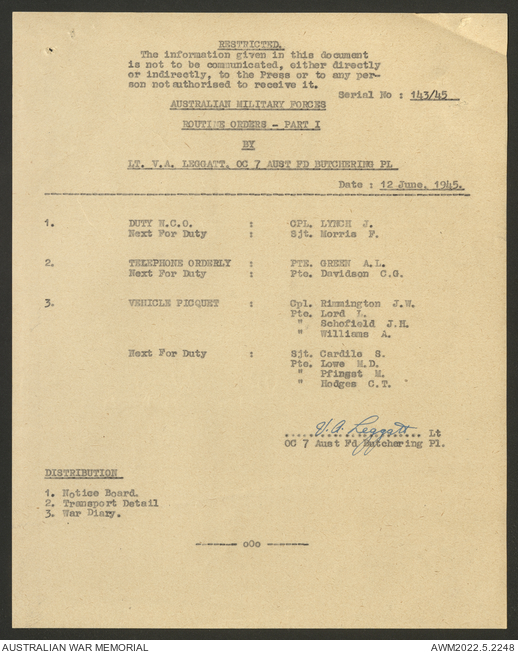 RESTRICTED.
The information given in this document
is not to be communicated, either directly
or indirectly, to the Press or to any per-
son not authorised to receive it.
Serial No : 143/45
AUSTRALIAN MILITARY FORCES
ROUTINE ORDERS - PART I
BY
LT. V.A. LEGGATT. OC 7 AUST FD BUTCHERING PL
Date : 12 June. 1945.
1. DUTY N.C.O. : CPL. LYNCH J.
Next For Duty : Sjt. Norris F.
2. TELEPHONE ORDERLY : PTE. GREEN A.L.
Next For Duty : Pte. Davidson C.G.
3. VEHICLE PICQUET : Cpl. Rimmington J.W.
Pte. Lord L.
" Schofield J.H.
" Williams A.
Next For Duty : Sjt. Cardile S.
Pte. Lowe M.D.
" Pfingst M.
" Hodges C.T.
V.A. Leggatt Lt
OC 7 Aust Fd Butchering Pl.
DISTRIBUTION
1. Notice Board.
2. Transport Detail
3. War Diary.
-------- oOo --------
AUSTRALIAN WAR MEMORIAL AWM2022.5.2248